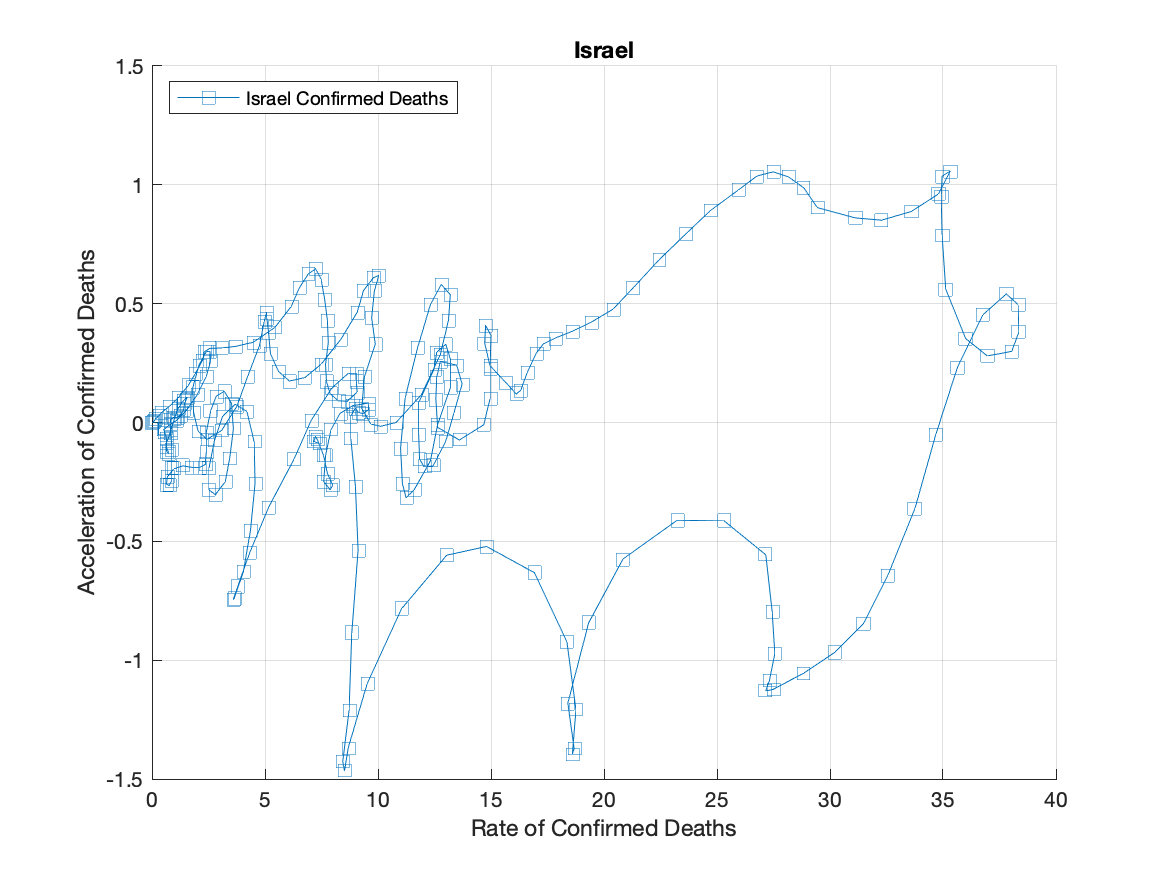 Israel
Israel Confirmed Deaths
Acceleration of Confirmed Deaths
1.5
1
0.5
0
-0.5
-1
-1.5
0 5 10 15 20 25 30 35 40
Rate of Confirmed Deaths